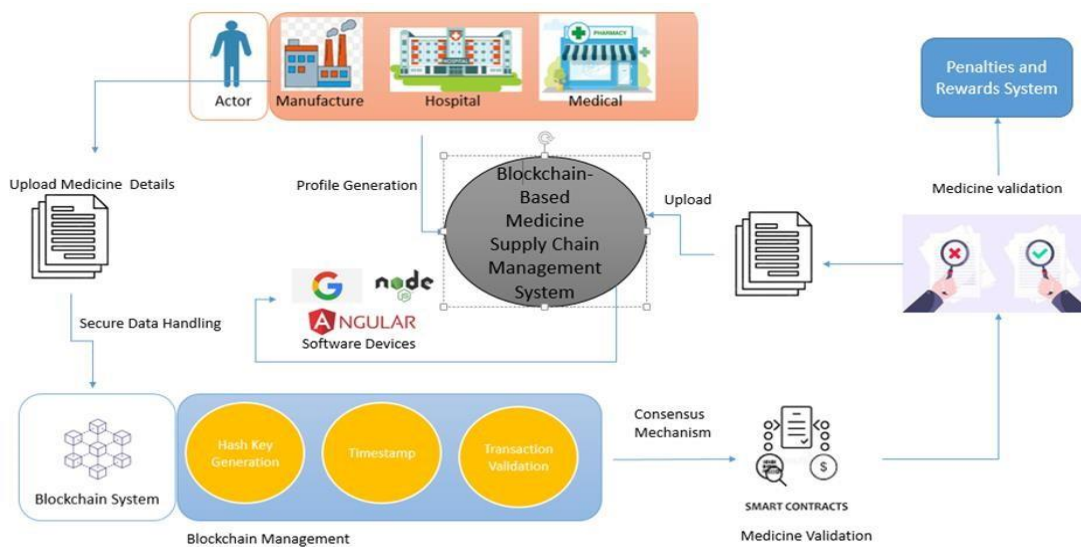 PHARMACY
HOSPITAL
Actor
Manufacture
Hospital
Medical
Penalties and
Rewards System
Upload Medicine Details
Profile Generation
Blockchain-
Based
Medicine
Supply Chain
Management
System
Upload
Medicine validation
G
node
JS
ANGULAR
Software Devices
Secure Data Handling
Blockchain System
Hash Key
Generation
Timestamp
Transaction
Validation
Blockchain Management
Consensus
Mechanism
$
SMART CONTRACTS
Medicine Validation